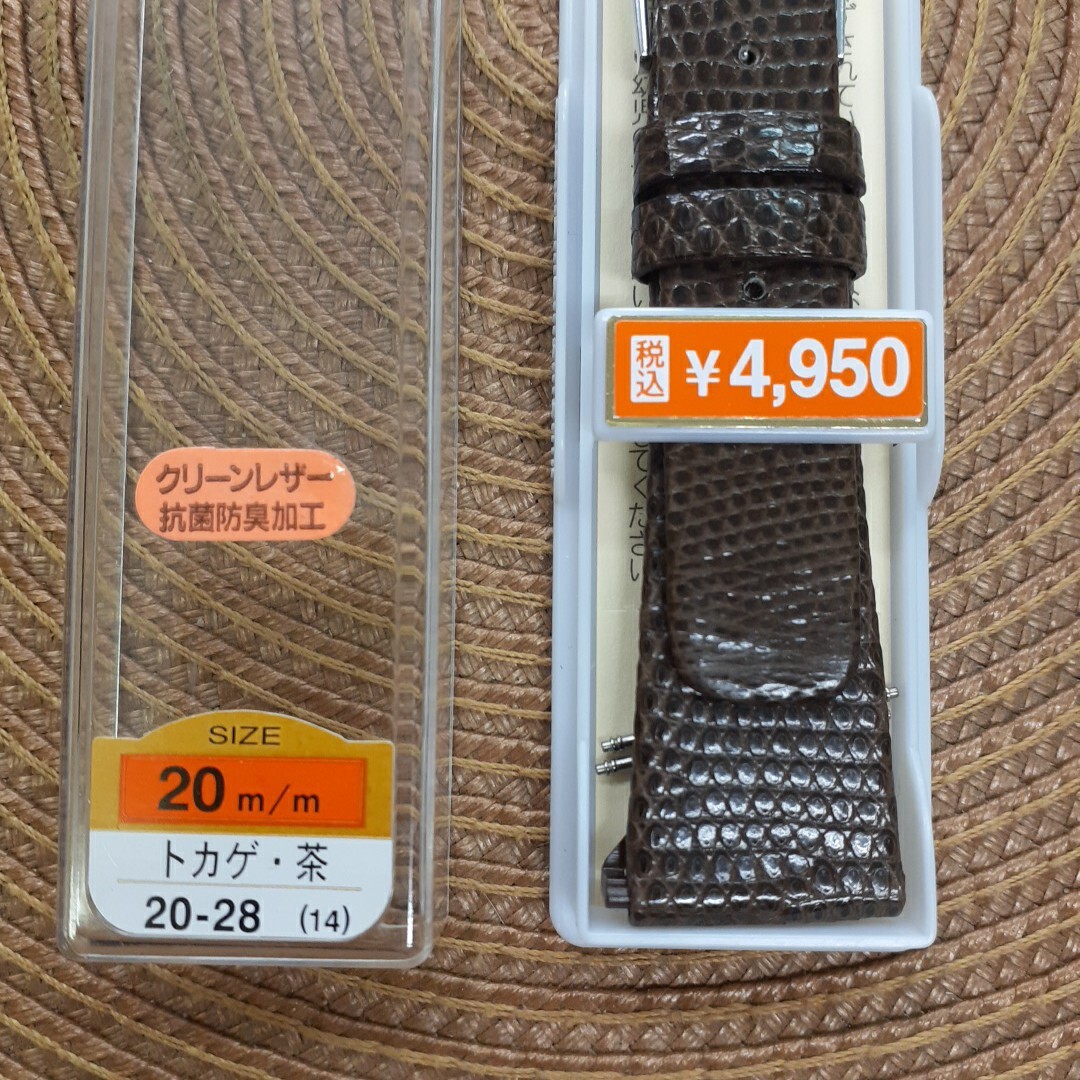 クリーンレザー
抗菌防臭加工
SIZE
20 m/m
トカゲ・茶
20-28 (14)
税込 ¥4,950